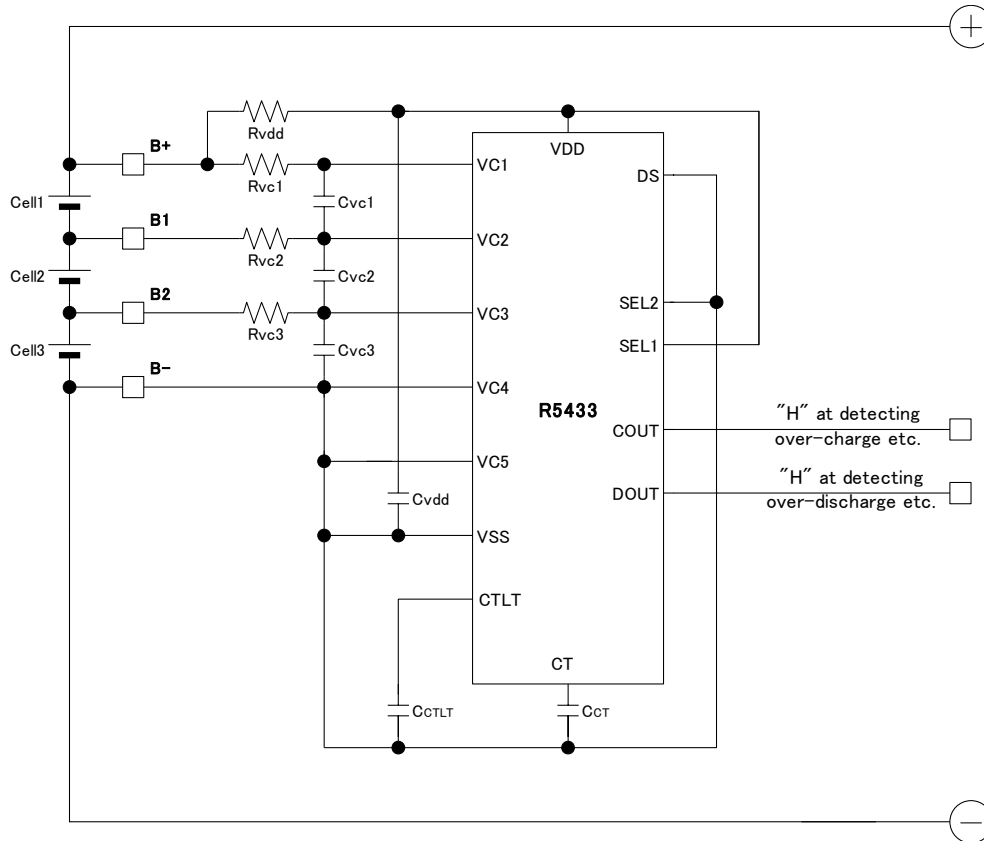 +
Rvdd
VDD
B+
Rvc1
VC1
DS
Cell1
Cvc1
B1
Rvc2
VC2
Cell2
Cvc2
B2
Rvc3
VC3
SEL2
Cell3
Cvc3
SEL1
B-
VC4
R5433
"H" at detecting
over-charge etc.
COUT
VC5
"H" at detecting
over-discharge etc.
DOUT
Cvdd
VSS
CTLT
CT
CCTLT
CCT
−